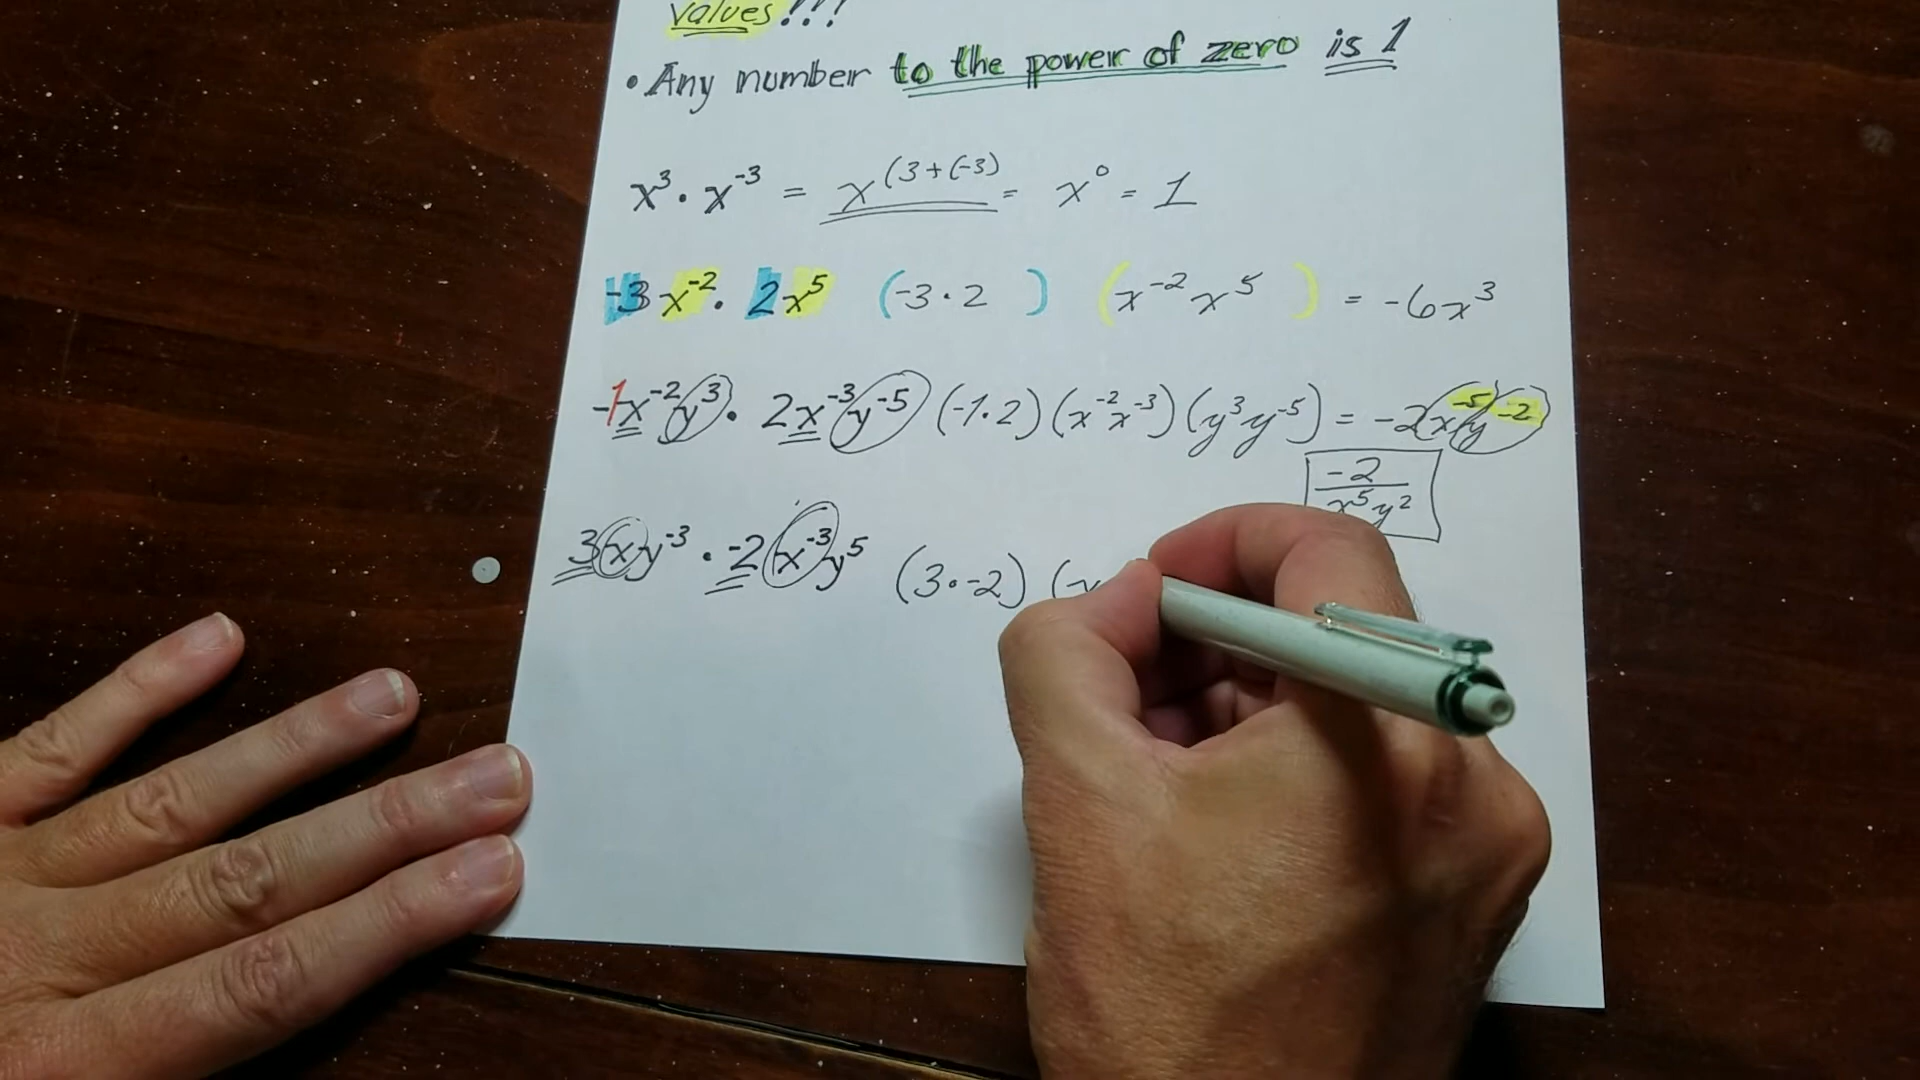 values!!!
• Any number to the power of zero is 1
x³ · x⁻³ = x⁽³⁺⁽⁻³⁾ = x⁰ = 1
-3x⁻² · 2x⁵ (-3·2) (x⁻²x⁵) = -6x³
-1x⁻²y³ · 2x⁻³y⁻⁵ (-1·2)(x⁻²x⁻³)(y³y⁻⁵) = -2x⁻⁵y⁻²
-2
x⁵y²
3xy⁻³ · -2x⁻³y⁵ (3·-2) (x